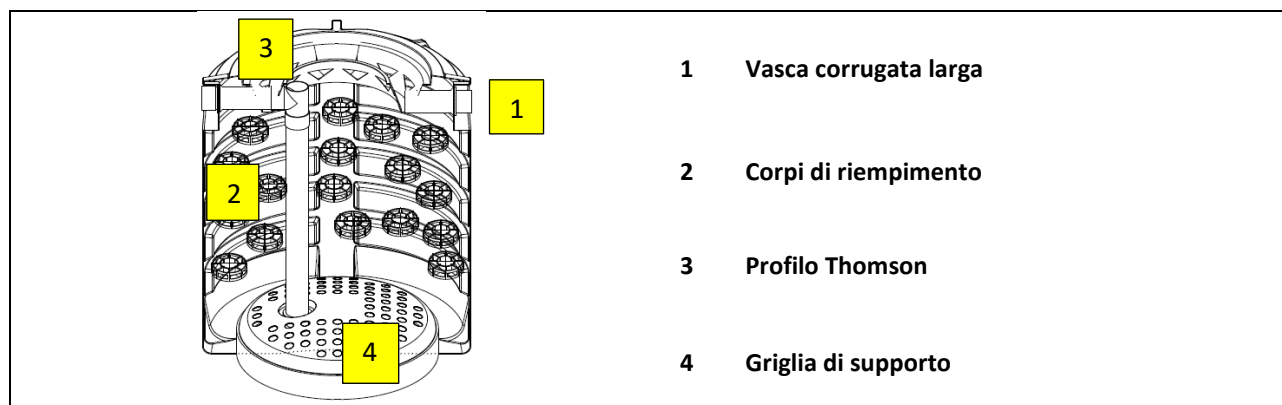 3
1
2
4
1 Vasca corrugata larga
2 Corpi di riempimento
3 Profilo Thomson
4 Griglia di supporto